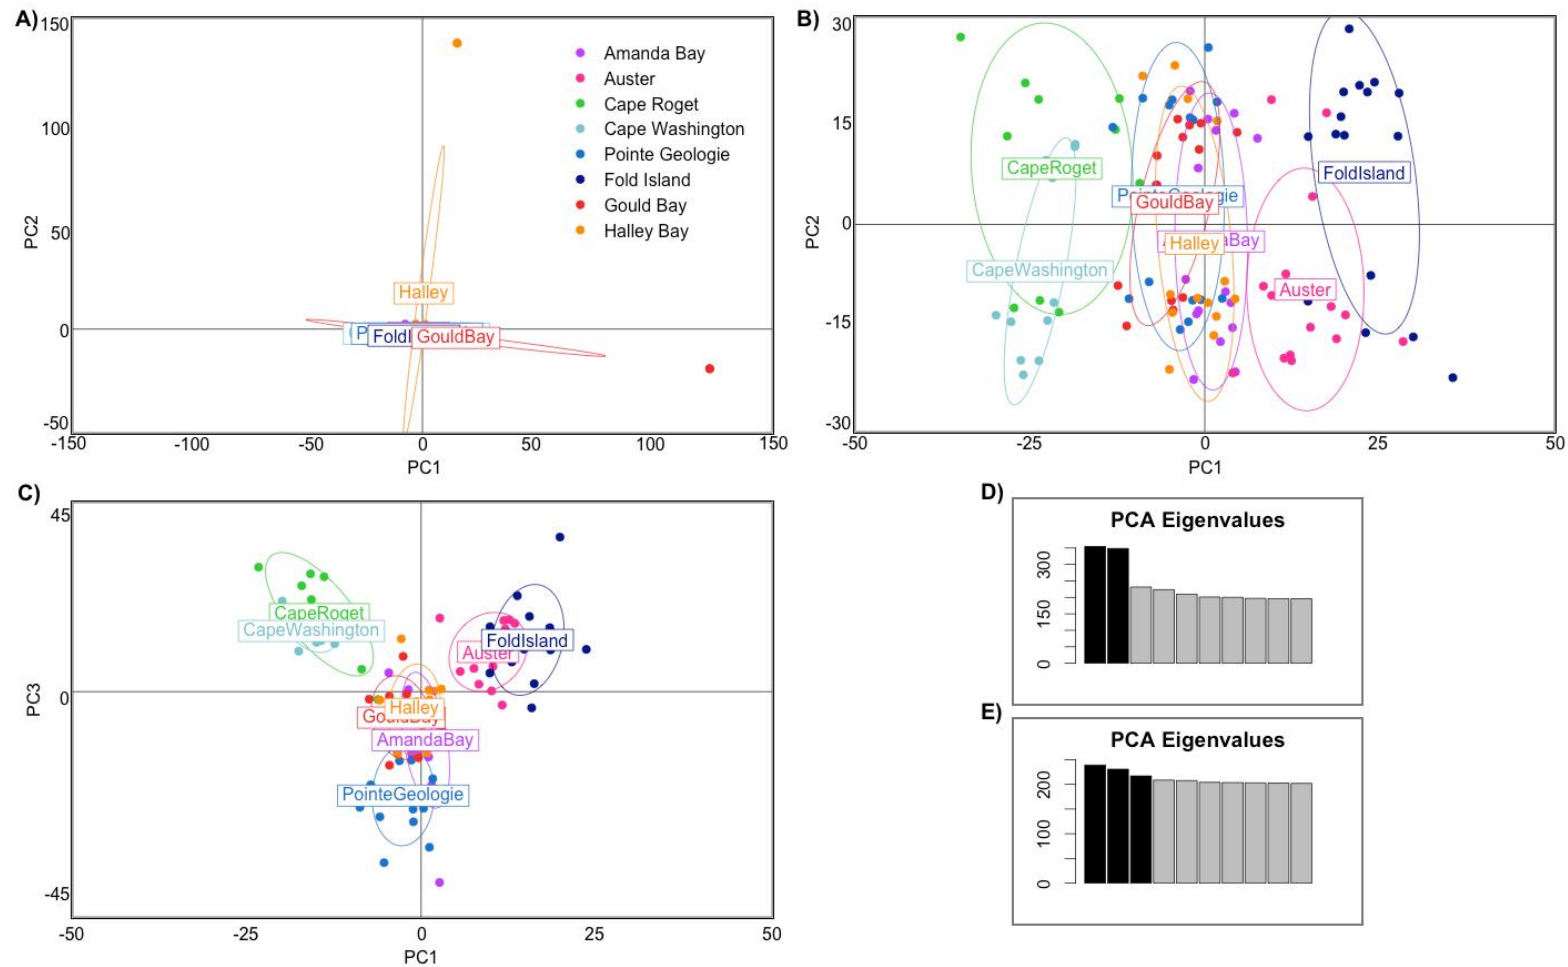 A)
150
100
50
0
-50
PC2
-150
-100
-50
0
50
100
150
PC1
Amanda Bay
Auster
Cape Roget
Cape Washington
Pointe Geologie
Fold Island
Gould Bay
Halley Bay
Halley
P
FoldI
GouldBay
B)
30
15
0
-15
-30
PC2
-50
-25
0
25
50
PC1
CapeRoget
CapeWashington
PointeGeologie
GouldBay
Halley
aBay
Auster
FoldIsland
C)
45
0
-45
PC3
-50
-25
0
25
50
PC1
CapeRoget
CapeWashington
Auster
FoldIsland
Halley
GouldBay
AmandaBay
PointeGeologie
D)
PCA Eigenvalues
300
150
0
E)
PCA Eigenvalues
200
100
0